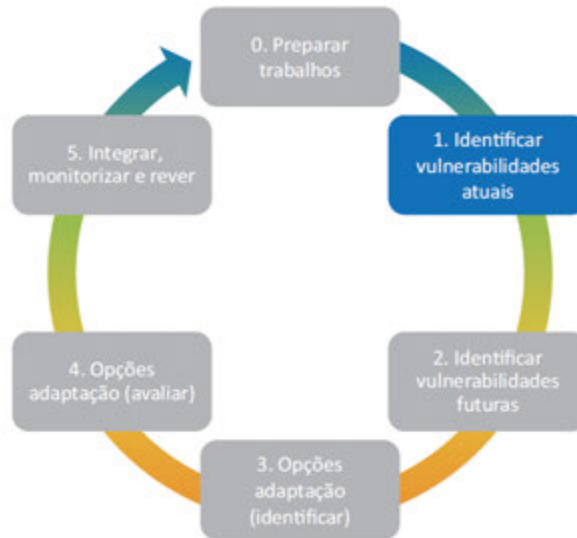 0. Preparar
trabalhos
1. Identificar
vulnerabilidades
atuais
2. Identificar
vulnerabilidades
futuras
3. Opções
adaptação
(identificar)
4. Opções
adaptação (avaliar)
5. Integrar,
monitorizar e rever